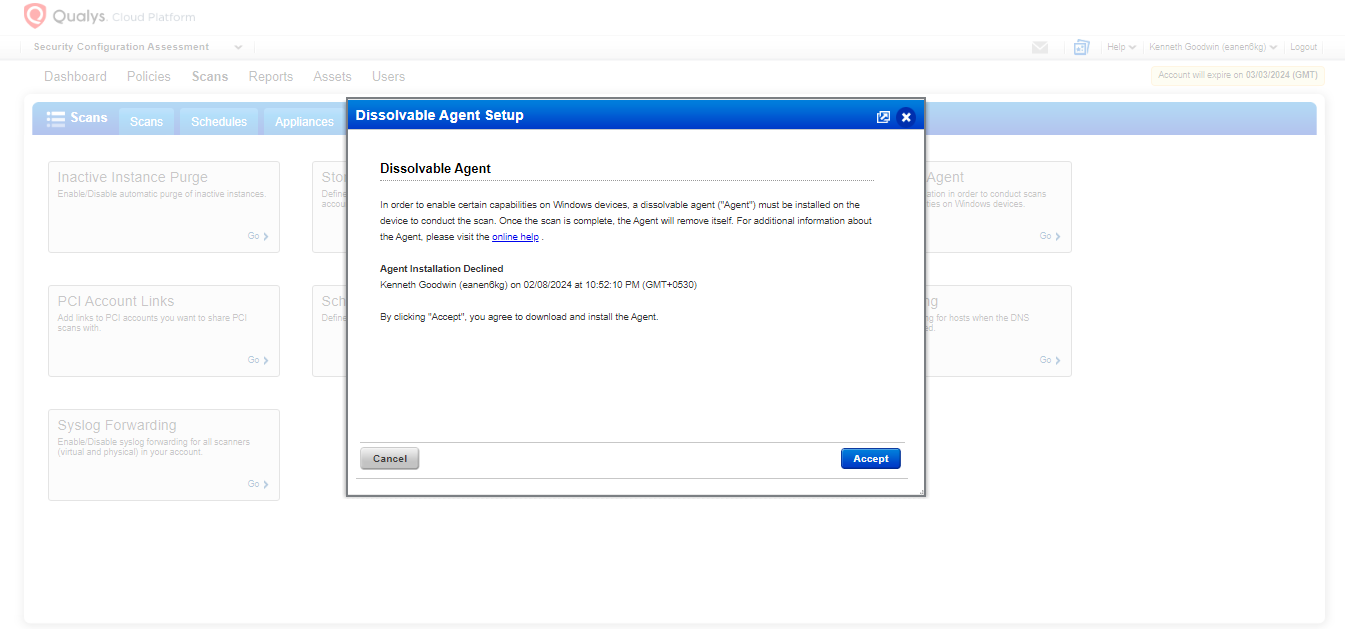 Qualys. Cloud Platform
Security Configuration Assessment
Help
Kenneth Goodwin (eanen6kg)
Logout
Dashboard
Policies
Scans
Reports
Assets
Users
Account will expire on 03/03/2024 (GMT)
Scans
Scans
Schedules
Appliances
Dissolvable Agent Setup
Dissolvable Agent
In order to enable certain capabilities on Windows devices, a dissolvable agent ("Agent") must be installed on the
device to conduct the scan. Once the scan is complete, the Agent will remove itself. For additional information about
the Agent, please visit the online help .
Agent Installation Declined
Kenneth Goodwin (eanen6kg) on 02/08/2024 at 10:52:10 PM (GMT+0530)
By clicking "Accept", you agree to download and install the Agent.
Cancel
Accept
Inactive Instance Purge
Enable/Disable automatic purge of inactive instances.
Go
Define
Agent
in order to conduct scans
on Windows devices.
Go
PCI Account Links
Add links to PCI accounts you want to share PCI
scans with.
Go
Define
for hosts when the DNS
Go
Syslog Forwarding
Enable/Disable syslog forwarding for all scanners
(virtual and physical) in your account.
Go